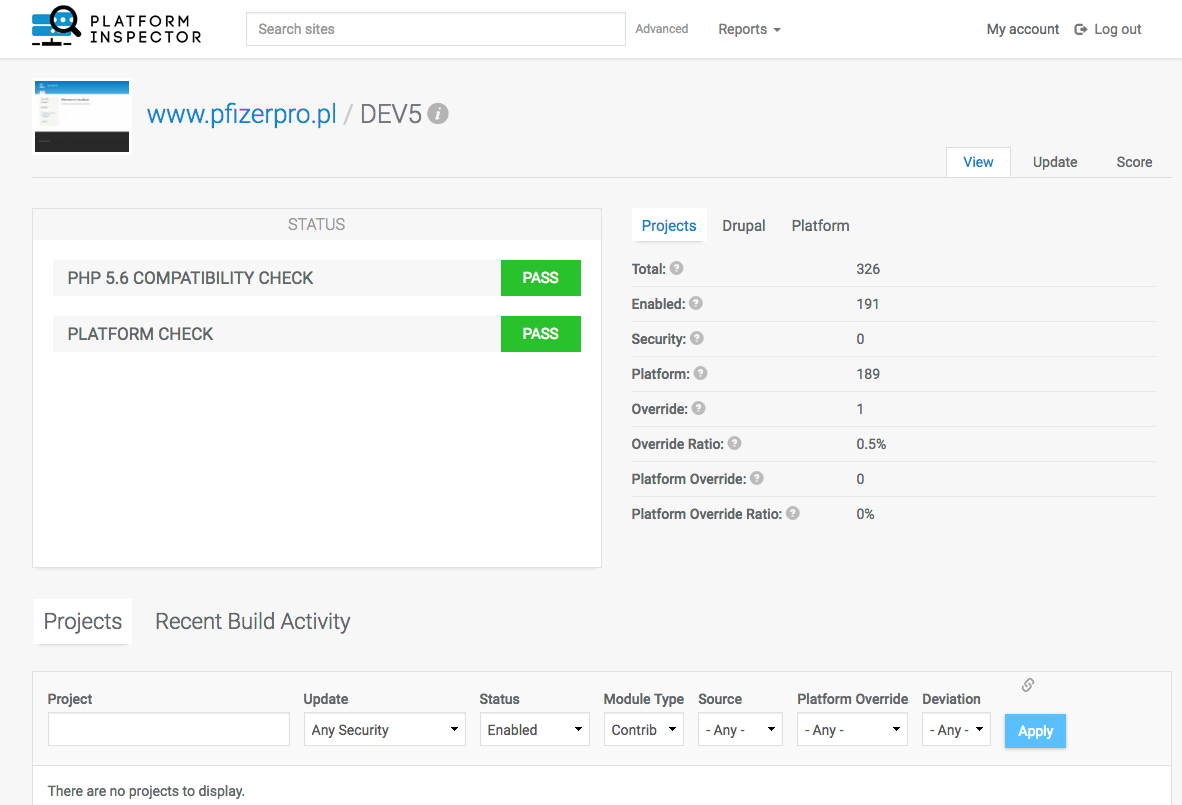 PLATFORM
INSPECTOR
Search sites
Advanced
Reports
My account
Log out
www.pfizerpro.pl / DEV5
View
Update
Score
STATUS
PHP 5.6 COMPATIBILITY CHECK PASS
PLATFORM CHECK PASS
Projects Drupal Platform
Total: 326
Enabled: 191
Security: 0
Platform: 189
Override: 1
Override Ratio: 0.5%
Platform Override: 0
Platform Override Ratio: 0%
Projects Recent Build Activity
Project Update Status Module Type Source Platform Override Deviation
Any Security Enabled Contrib - Any - - Any - - Any - Apply
There are no projects to display.